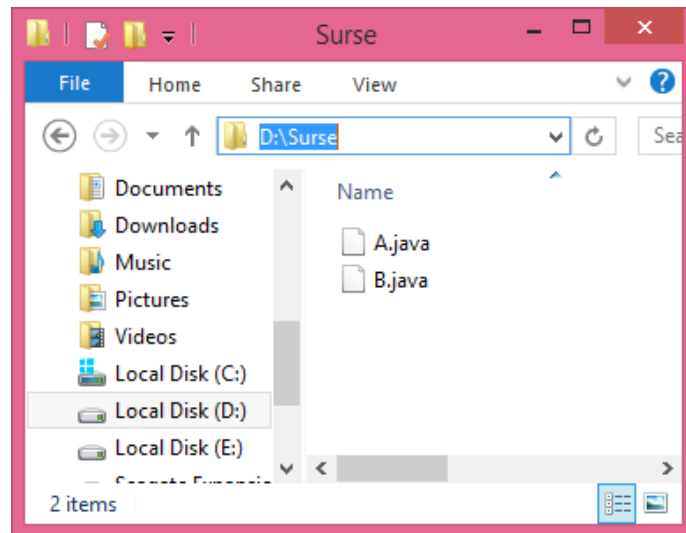 Surse
File Home Share View
D:\Surse
Sea
Documents
Downloads
Music
Pictures
Videos
Local Disk (C:)
Local Disk (D:)
Local Disk (E:)
Name
A.java
B.java
2 items